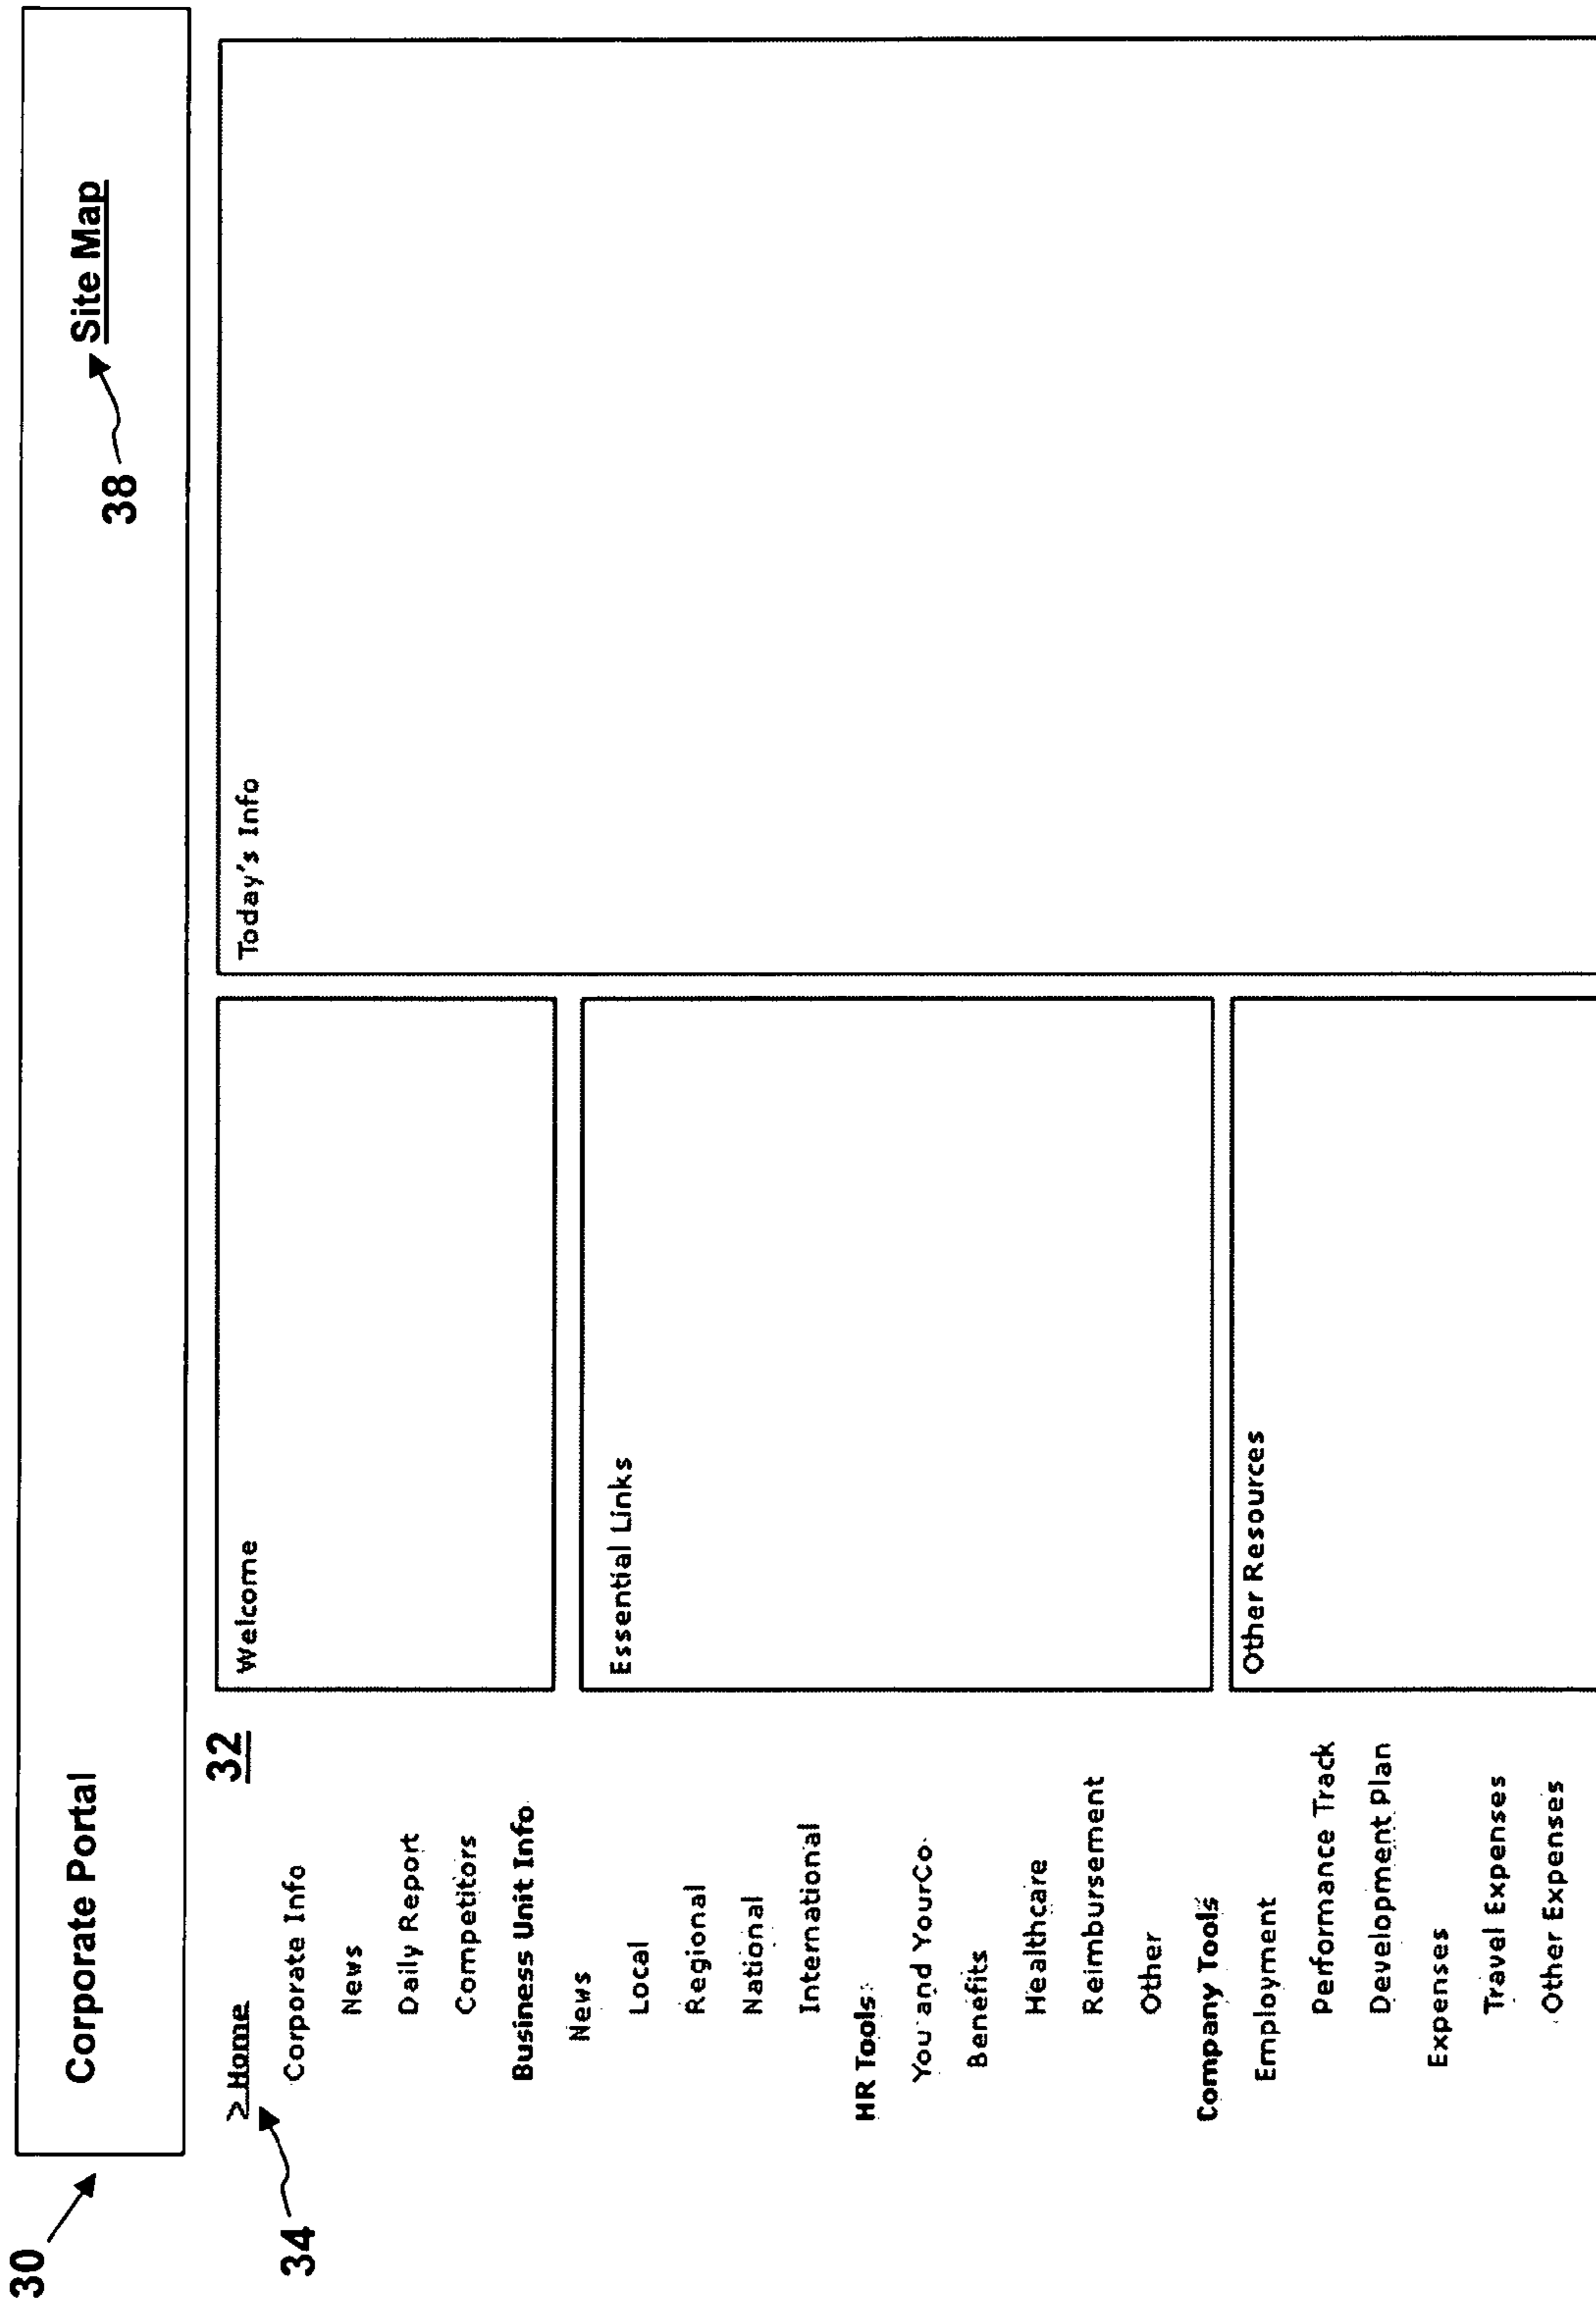 30
Corporate Portal
38
Site Map
32
34
> Home
Corporate Info
News
Daily Report
Competitors
Business Unit Info
News
Local
Regional
National
International
HR Tools
You and YourCo
Benefits
Healthcare
Reimbursement
Other
Company Tools
Employment
Performance Track
Development Plan
Expenses
Travel Expenses
Other Expenses
Welcome
Essential Links
Other Resources
Today's Info